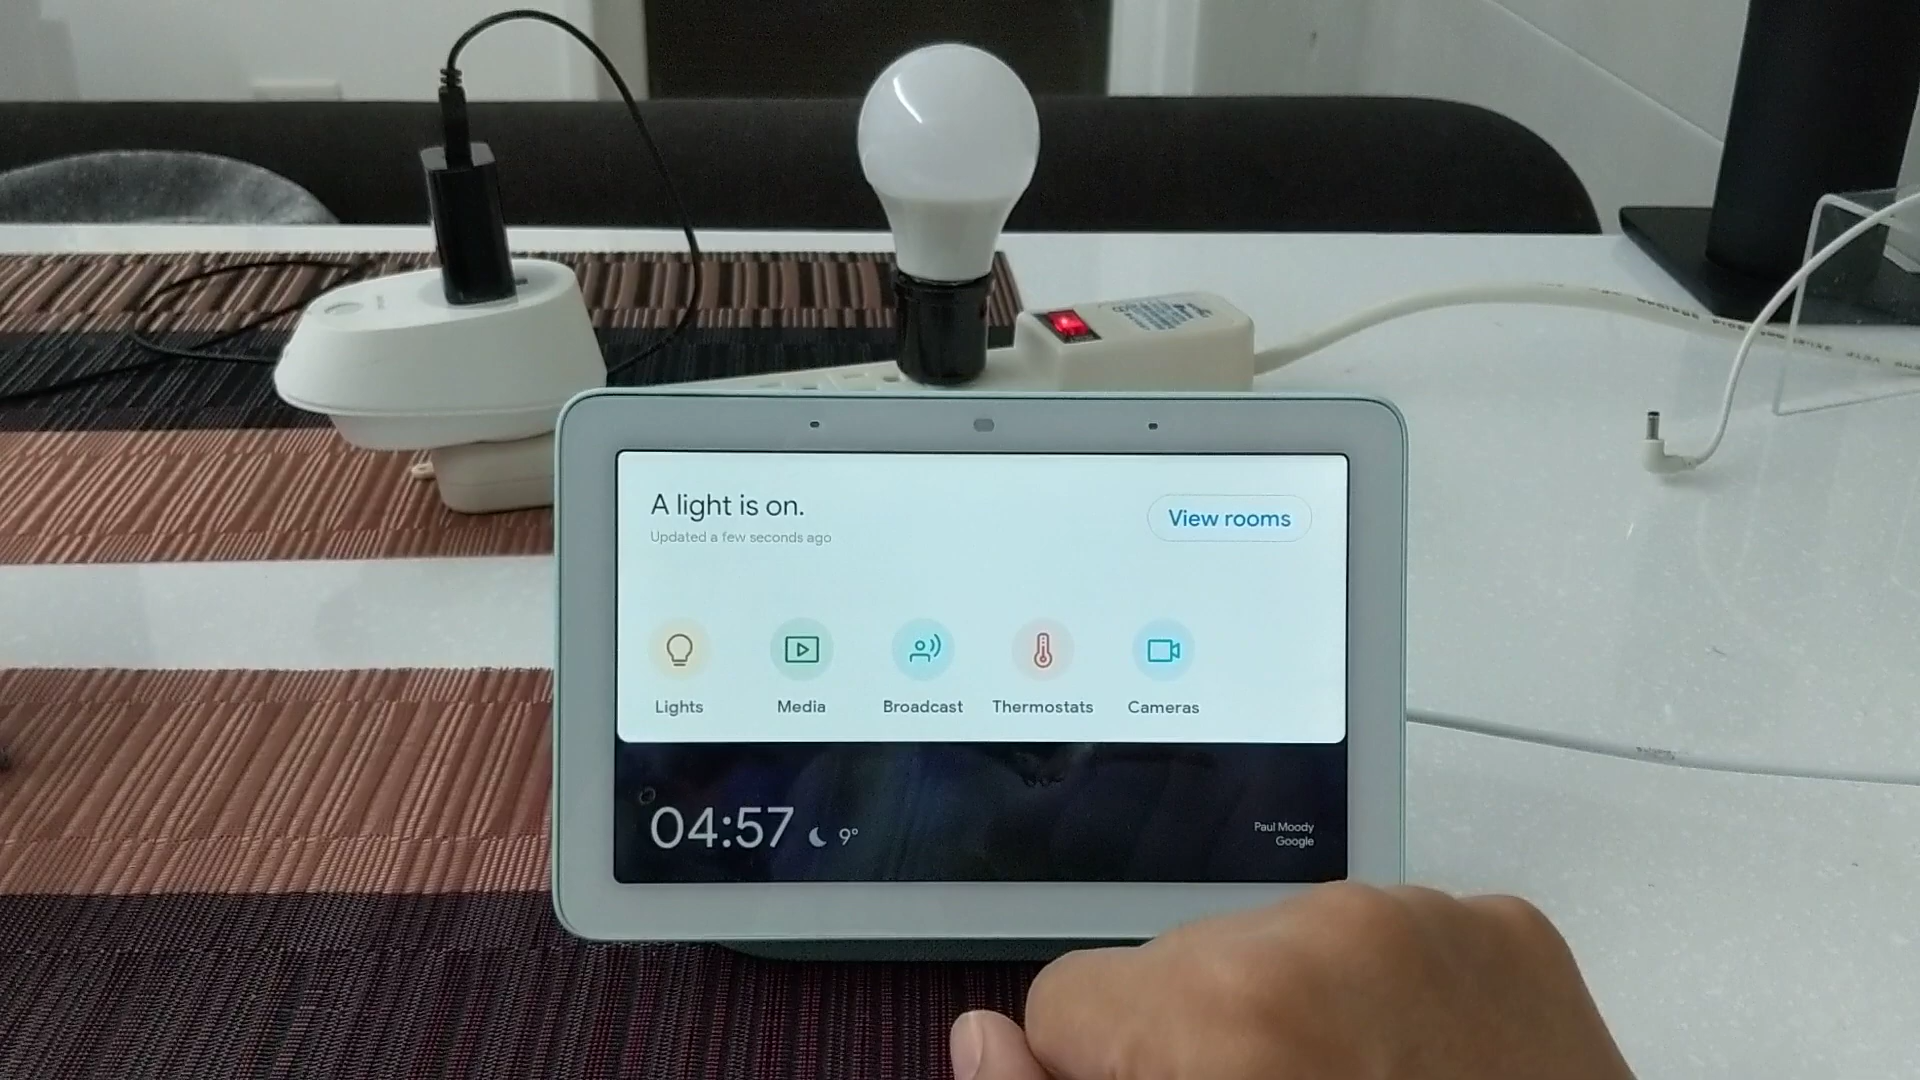 A light is on.
View rooms
Updated a few seconds ago
Lights
Media
Broadcast
Thermostats
Cameras
04:57
9°
Paul Moody
Google